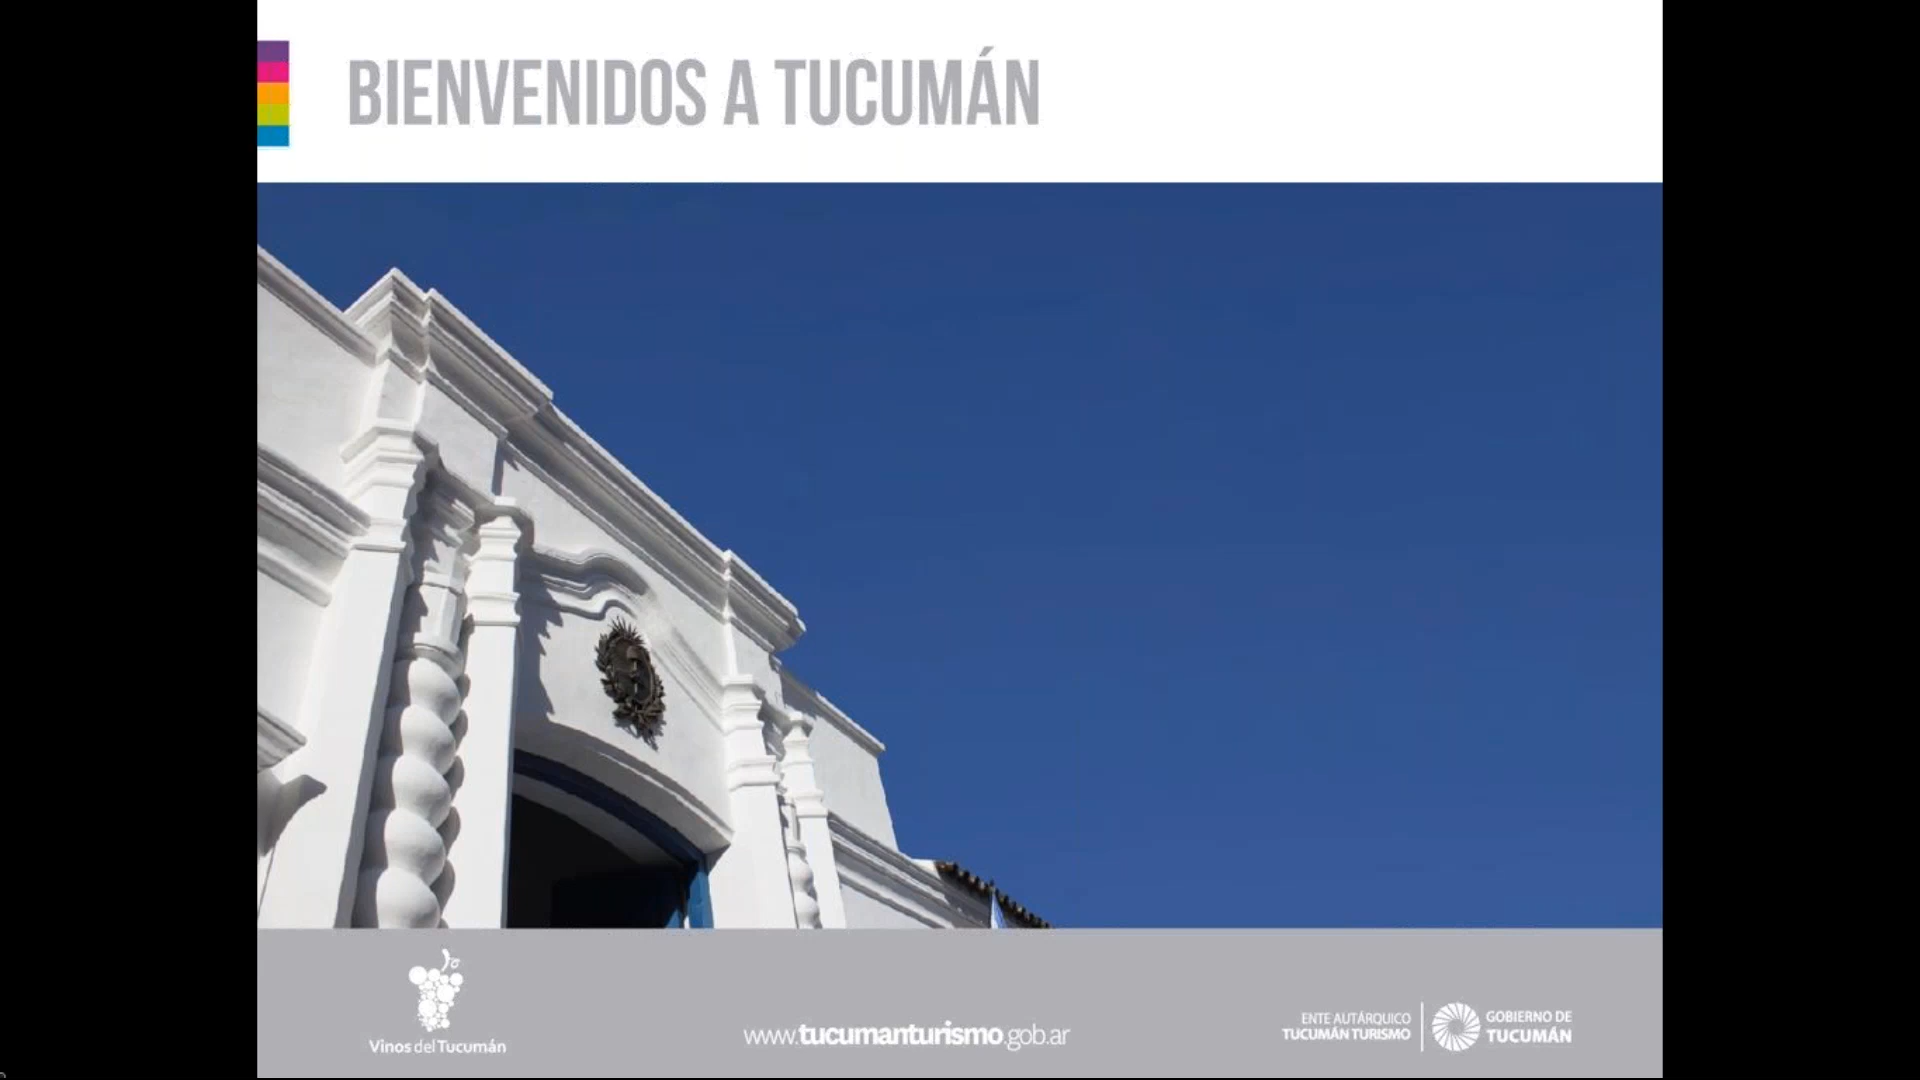 BIENVENIDOS A TUCUMÁN
Vinos del Tucumán
www.tucumanturismo.gob.ar
ENTE AUTÁRQUICO
TUCUMÁN TURISMO
GOBIERNO DE
TUCUMÁN